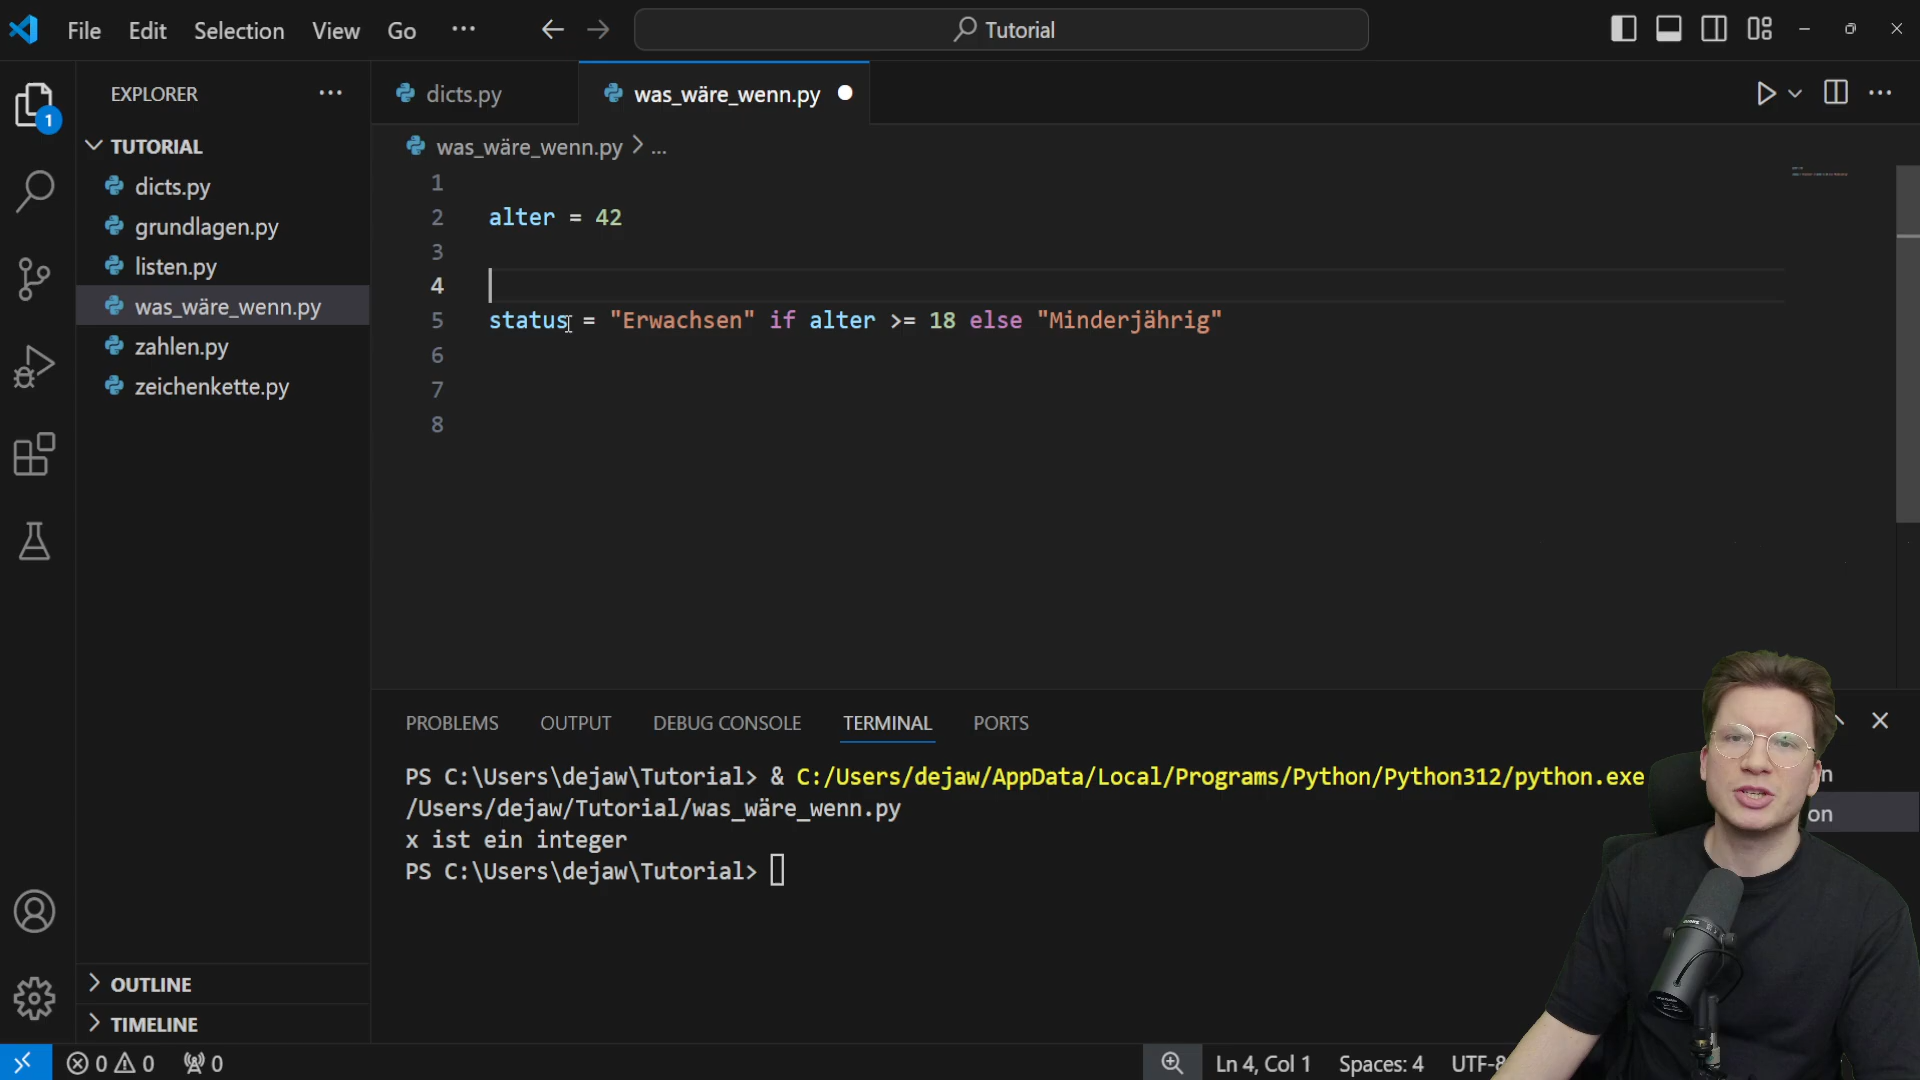 File Edit Selection View Go ··· Tutorial
EXPLORER ···
1
TUTORIAL
dicts.py
grundlagen.py
listen.py
was_wäre_wenn.py
zahlen.py
zeichenkette.py
OUTLINE
TIMELINE
dicts.py was_wäre_wenn.py
was_wäre_wenn.py > ...
1
2 alter = 42
3
4
5 status = "Erwachsen" if alter >= 18 else "Minderjährig"
6
7
8
PROBLEMS OUTPUT DEBUG CONSOLE TERMINAL PORTS
PS C:\Users\dejaw\Tutorial> & C:/Users/dejaw/AppData/Local/Programs/Python/Python312/python.exe
/Users/dejaw/Tutorial/was_wäre_wenn.py
x ist ein integer
PS C:\Users\dejaw\Tutorial>
0 0 0 Ln 4, Col 1 Spaces: 4 UTF-8